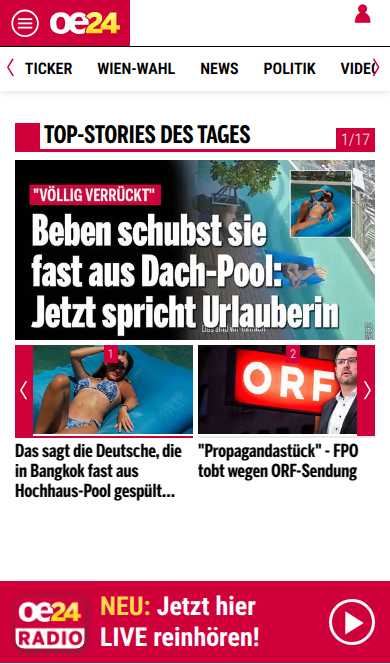 oe24
TICKER WIEN-WAHL NEWS POLITIK VIDEO
TOP-STORIES DES TAGES
1/17
"VÖLLIG VERRÜCKT"
Beben schubst sie
fast aus Dach-Pool:
Jetzt spricht Urlauberin
1
2
ORF
Das sagt die Deutsche, die
in Bangkok fast aus
Hochhaus-Pool gespült...
"Propagandastück" - FPÖ
tobt wegen ORF-Sendung
oe24
RADIO
NEU: Jetzt hier
LIVE reinhören!